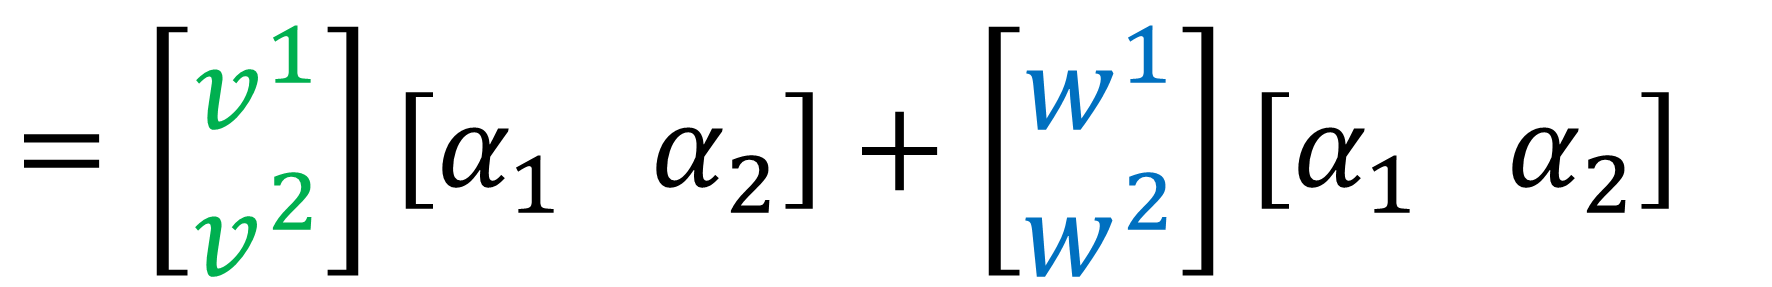 = [v¹ v²] [α₁ α₂] + [w¹ w²] [α₁ α₂]